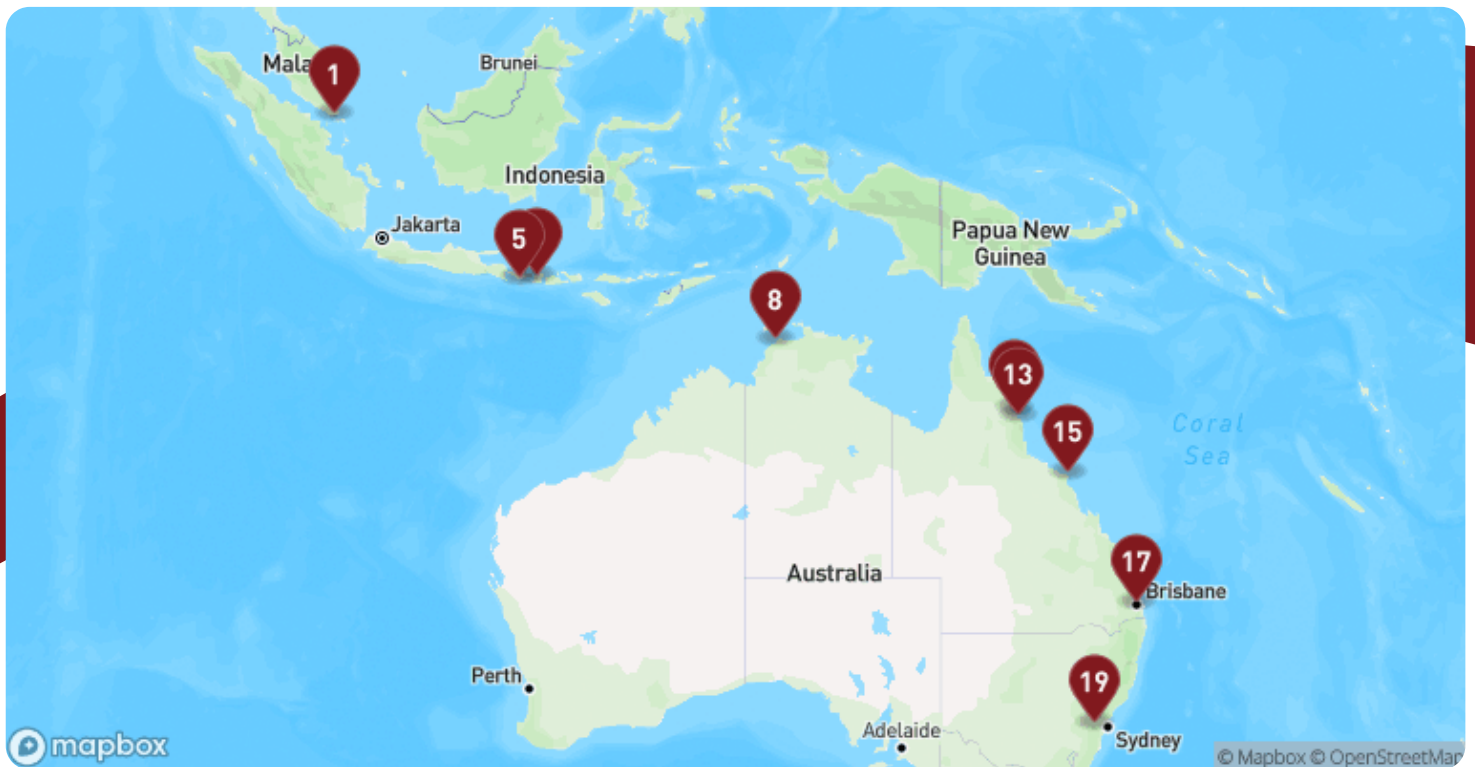 Mala
1
Brunei
Indonesia
Jakarta
5
Papua New
Guinea
8
13
Coral
Sea
15
17
Australia
Brisbane
Perth
19
Adelaide
Sydney
mapbox
© Mapbox © OpenStreetMap